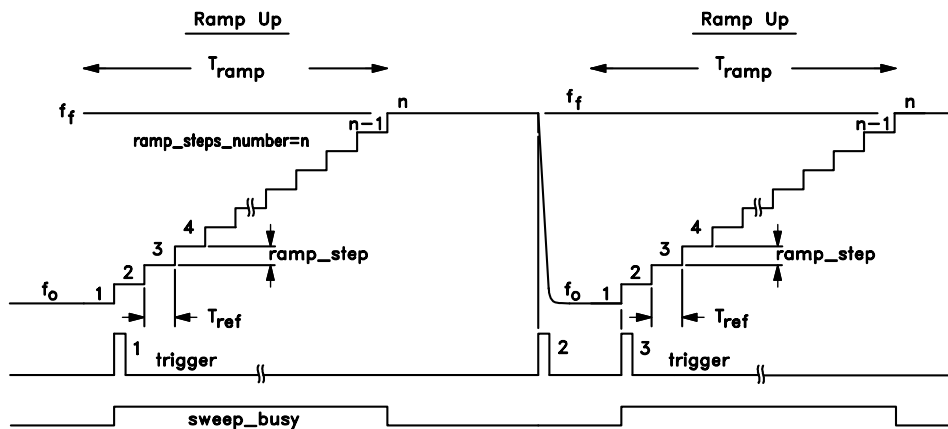 Ramp Up
Ramp Up
T_ramp
T_ramp
f_f
n
f_f
n
n-1
n-1
ramp_steps_number=n
4
4
3
ramp_step
3
ramp_step
2
2
f_o
1
f_o
1
T_ref
T_ref
1
trigger
2
3
trigger
sweep_busy